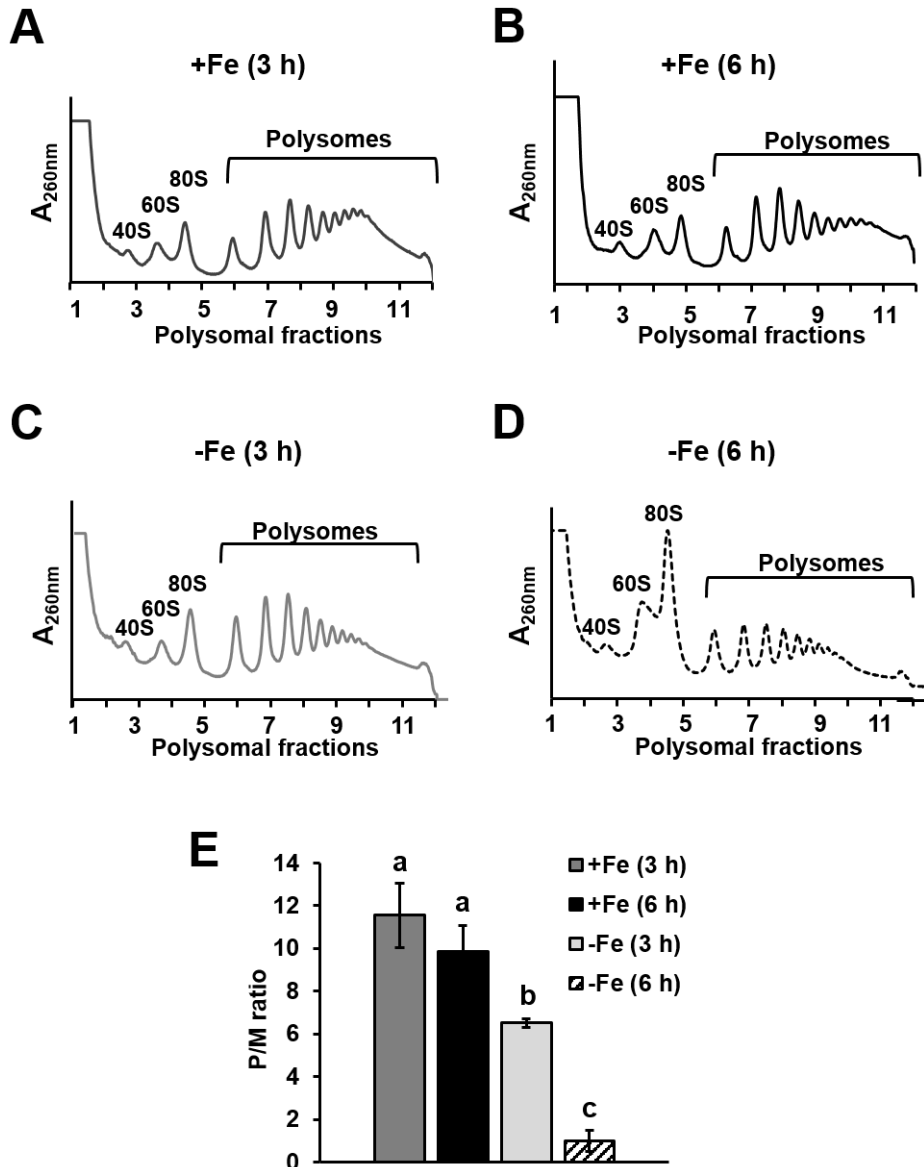 A
+Fe (3 h)
Polysomes
80S
60S
40S
A260nm
1 3 5 7 9 11
Polysomal fractions
B
+Fe (6 h)
Polysomes
80S
60S
40S
A260nm
1 3 5 7 9 11
Polysomal fractions
C
-Fe (3 h)
Polysomes
80S
60S
40S
A260nm
1 3 5 7 9 11
Polysomal fractions
D
-Fe (6 h)
80S
Polysomes
60S
40S
A260nm
1 3 5 7 9 11
Polysomal fractions
E
14
12
10
8
6
4
2
0
P/M ratio
a
a
b
c
+Fe (3 h)
+Fe (6 h)
-Fe (3 h)
-Fe (6 h)